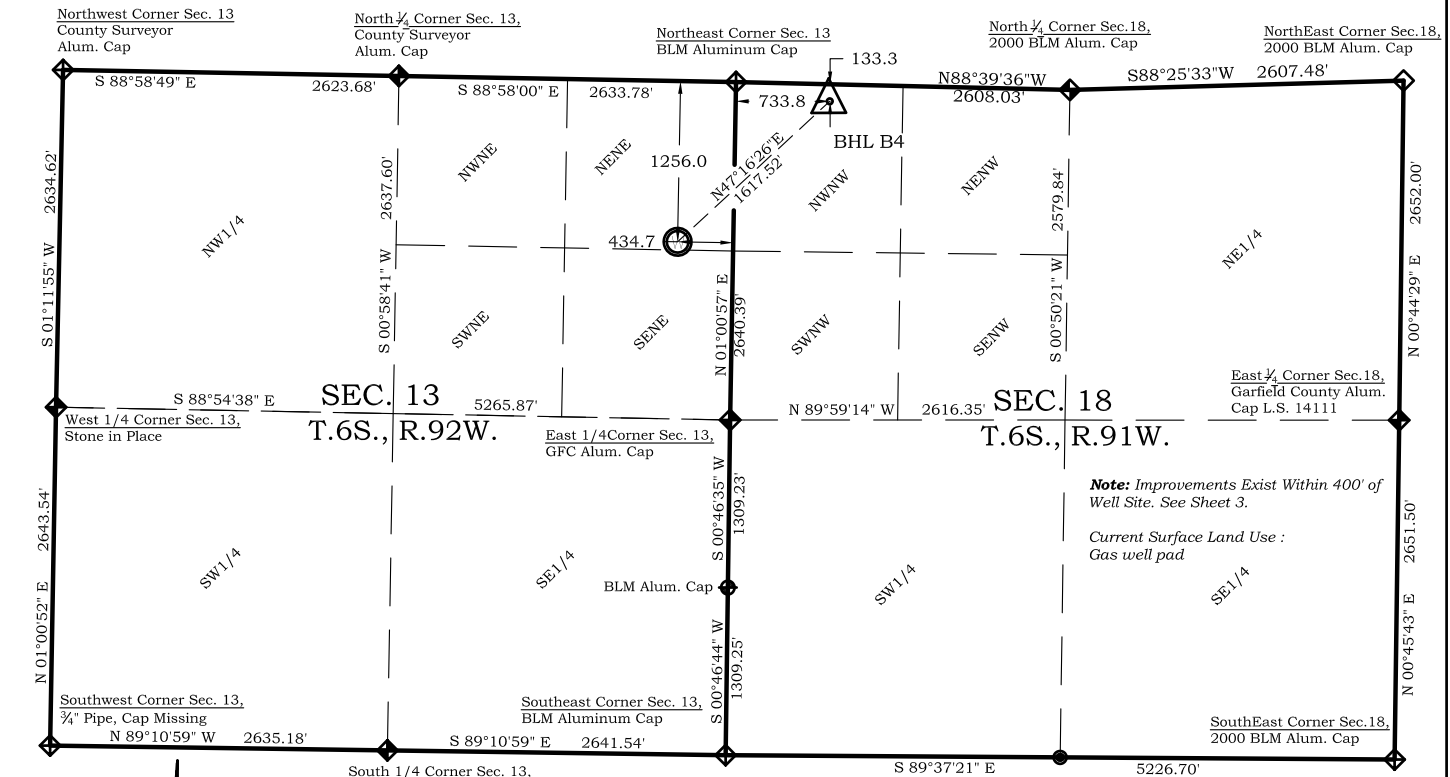 Northwest Corner Sec. 13
County Surveyor
Alum. Cap
North 1/4 Corner Sec. 13,
County Surveyor
Alum. Cap
Northeast Corner Sec. 13
BLM Aluminum Cap
North 1/4 Corner Sec.18,
2000 BLM Alum. Cap
NorthEast Corner Sec.18,
2000 BLM Alum. Cap
133.3
S 88°58'49" E 2623.68'
S 88°58'00" E 2633.78'
733.8
N88°39'36"W
2608.03'
S88°25'33"W 2607.48'
BHL B4
1256.0
N47°16'26"E
1617.52'
434.7
NWNE
NENE
NWNW
NENW
NW1/4
NE1/4
S 01°11'55" W 2634.62'
S 00°58'41" W 2637.60'
N 01°00'57" E
2640.39'
S 00°50'21" W 2579.84'
N 00°44'29" E 2652.00'
SWNE
SENE
SWNW
SENW
S 88°54'38" E
5265.87'
SEC. 13
T.6S., R.92W.
West 1/4 Corner Sec. 13,
Stone in Place
East 1/4Corner Sec. 13,
GFC Alum. Cap
N 89°59'14" W 2616.35'
SEC. 18
T.6S., R.91W.
East 1/4 Corner Sec.18,
Garfield County Alum.
Cap L.S. 14111
Note: Improvements Exist Within 400' of
Well Site. See Sheet 3.
Current Surface Land Use :
Gas well pad
N 01°00'52" E 2643.54'
S 00°46'35" W
1309.23'
N 00°45'43" E 2651.50'
SW1/4
SE1/4
SW1/4
SE1/4
BLM Alum. Cap
S 00°46'44" W
1309.25'
Southwest Corner Sec. 13,
¾" Pipe, Cap Missing
Southeast Corner Sec. 13,
BLM Aluminum Cap
SouthEast Corner Sec.18,
2000 BLM Alum. Cap
N 89°10'59" W 2635.18'
S 89°10'59" E 2641.54'
S 89°37'21" E 5226.70'
South 1/4 Corner Sec. 13,